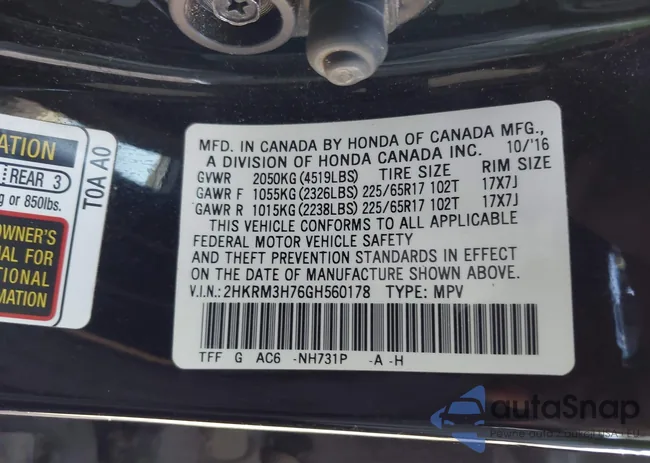 ATION
REAR 3
g or 850lbs.
OWNER'S
AL FOR
TIONAL
MATION
T0A A0
MFD. IN CANADA BY HONDA OF CANADA MFG.,
A DIVISION OF HONDA CANADA INC. 10/'16
GVWR 2050KG (4519LBS) TIRE SIZE RIM SIZE
GAWR F 1055KG (2326LBS) 225/65R17 102T 17X7J
GAWR R 1015KG (2238LBS) 225/65R17 102T 17X7J
THIS VEHICLE CONFORMS TO ALL APPLICABLE
FEDERAL MOTOR VEHICLE SAFETY
AND THEFT PREVENTION STANDARDS IN EFFECT
ON THE DATE OF MANUFACTURE SHOWN ABOVE.
V.I.N.: 2HKRM3H76GH560178 TYPE: MPV
TFF G AC6 -NH731P -A -H
autaSnap
Pewne auta z